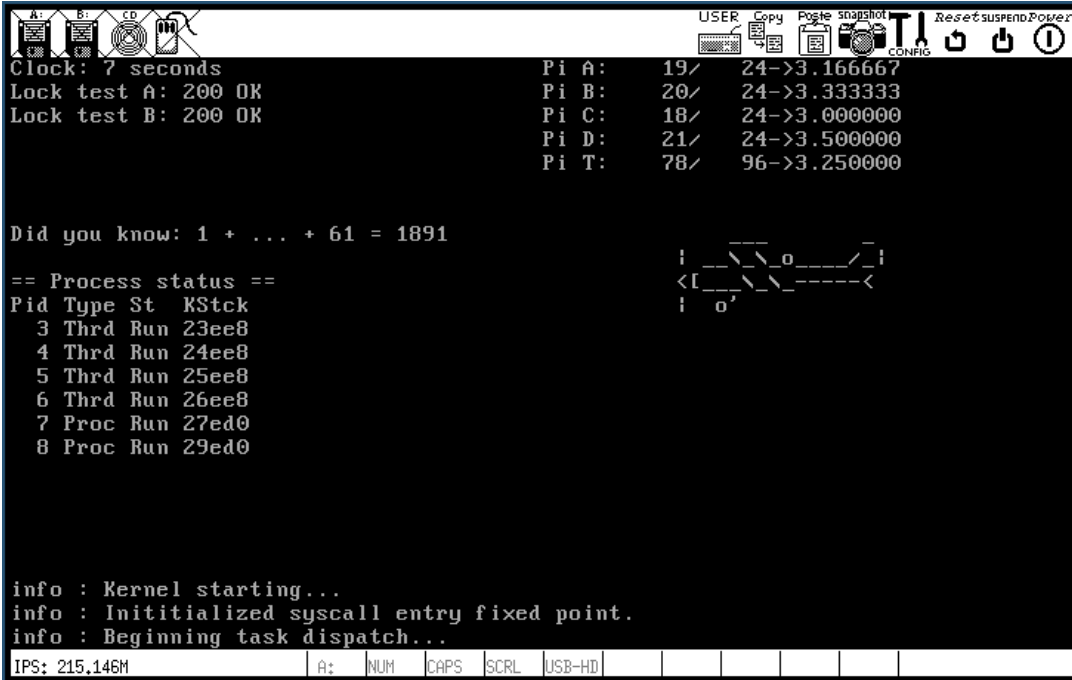 A: B: CD USER Copy Paste snapshot CONFIG Reset SUSPEND Power
Clock: 7 seconds Pi A: 19/ 24->3.166667
Lock test A: 200 OK Pi B: 20/ 24->3.333333
Lock test B: 200 OK Pi C: 18/ 24->3.000000
Pi D: 21/ 24->3.500000
Pi T: 78/ 96->3.250000
Did you know: 1 + ... + 61 = 1891
== Process status ==
Pid Type St KStck
3 Thrd Run 23ee8
4 Thrd Run 24ee8
5 Thrd Run 25ee8
6 Thrd Run 26ee8
7 Proc Run 27ed0
8 Proc Run 29ed0
info : Kernel starting...
info : Inititialized syscall entry fixed point.
info : Beginning task dispatch...
IPS: 215,146M A: NUM CAPS SCRL USB-HD